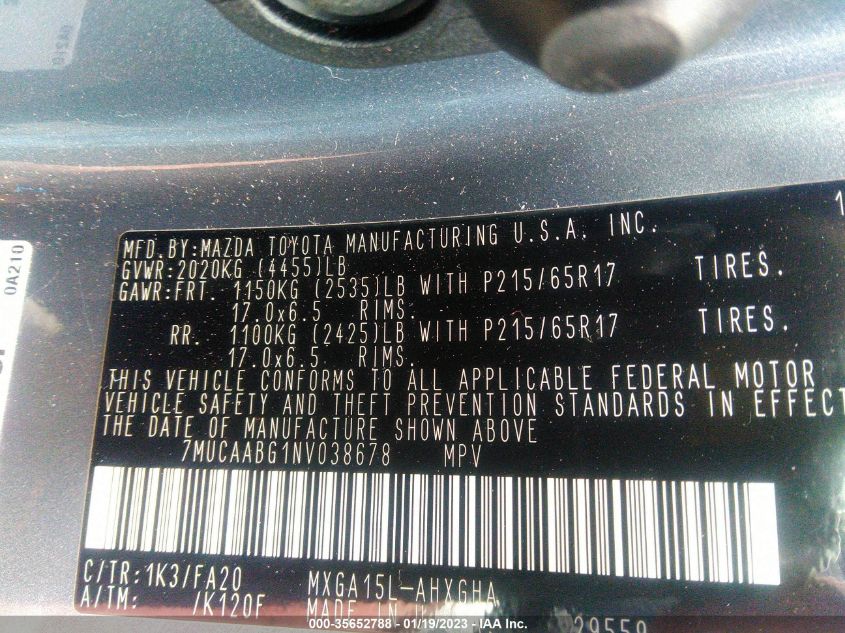 MFD.BY:MAZDA TOYOTA MANUFACTURING U.S.A. INC.
GVWR:2020KG (4455)LB
GAWR:FRT. 1150KG (2535)LB WITH P215/65R17 TIRES.
17.0x6.5 RIMS.
RR. 1100KG (2425)LB WITH P215/65R17 TIRES.
17.0x6.5 RIMS.
THIS VEHICLE CONFORMS TO ALL APPLICABLE FEDERAL MOTOR
VEHICLE SAFETY AND THEFT PREVENTION STANDARDS IN EFFECT
THE DATE OF MANUFACTURE SHOWN ABOVE
7MUCAABG1NV038678 MPV
C/TR:1K3/FA20 MXGA15L-AHXGHA
A/TM: /K120F MADE IN
29559
0A210
000-35652788 - 01/19/2023 - IAA Inc.